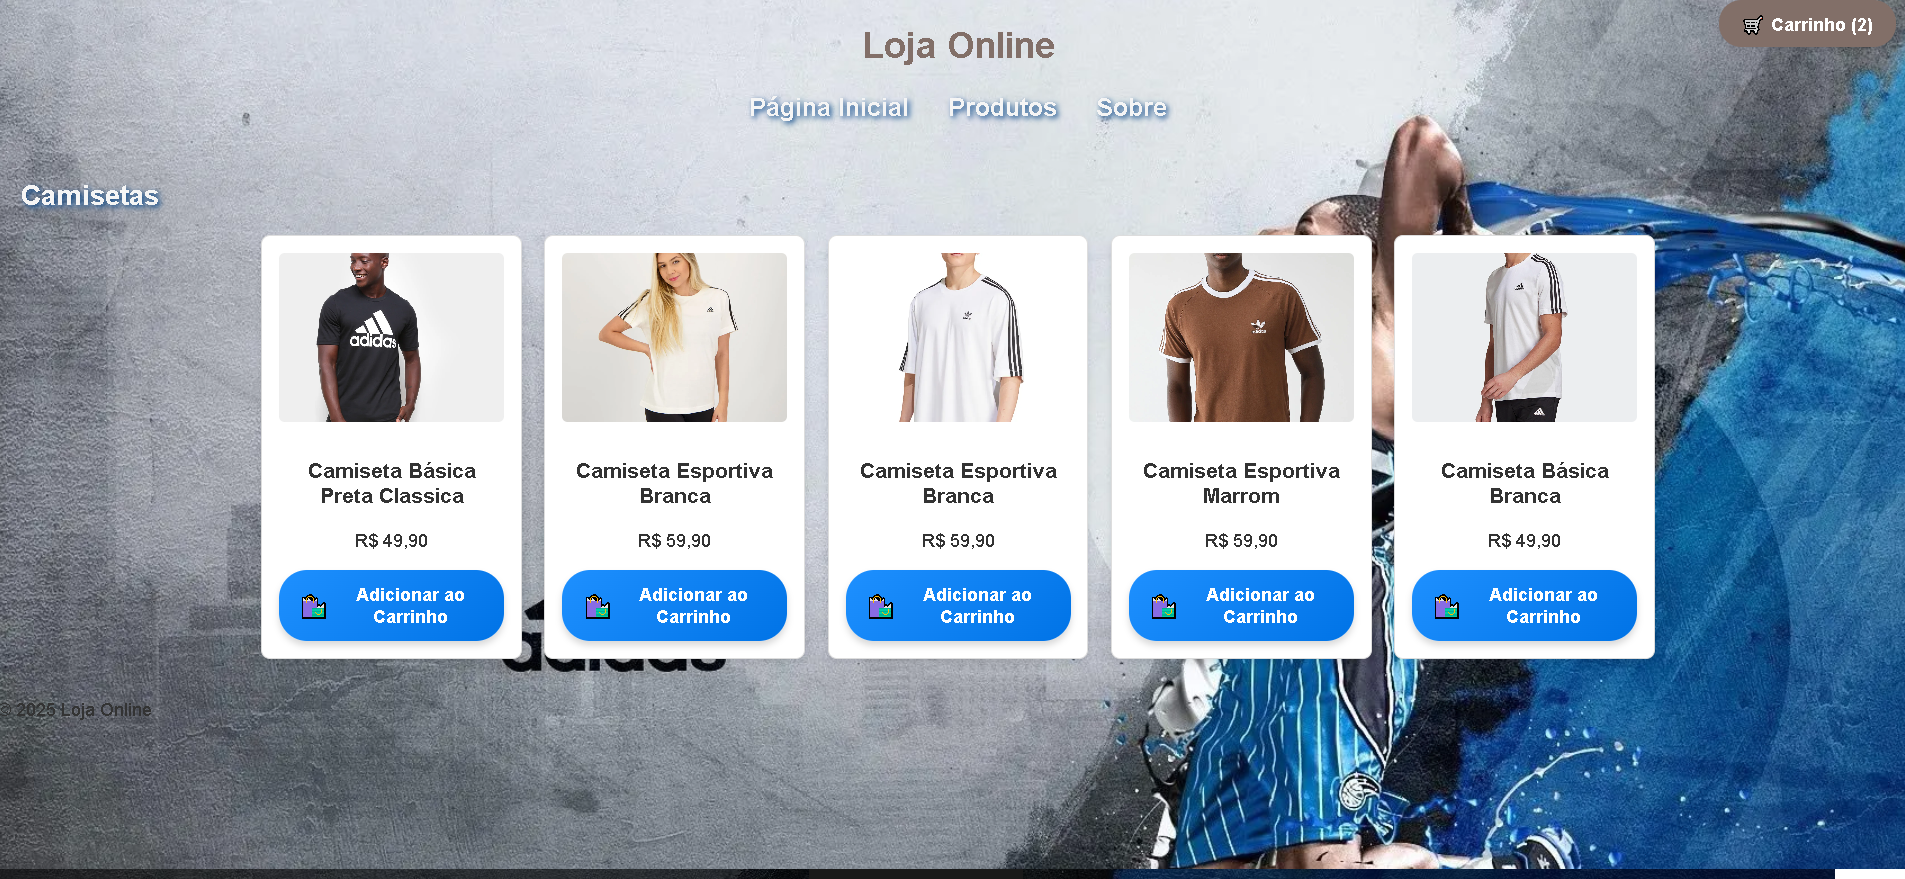 Loja Online
Carrinho (2)
Página Inicial Produtos Sobre
Camisetas
adidas
Camiseta Básica
Preta Classica
R$ 49,90
Adicionar ao
Carrinho
Camiseta Esportiva
Branca
R$ 59,90
Adicionar ao
Carrinho
Camiseta Esportiva
Branca
R$ 59,90
Adicionar ao
Carrinho
Camiseta Esportiva
Marrom
R$ 59,90
Adicionar ao
Carrinho
Camiseta Básica
Branca
R$ 49,90
Adicionar ao
Carrinho
adidas
© 2025 Loja Online